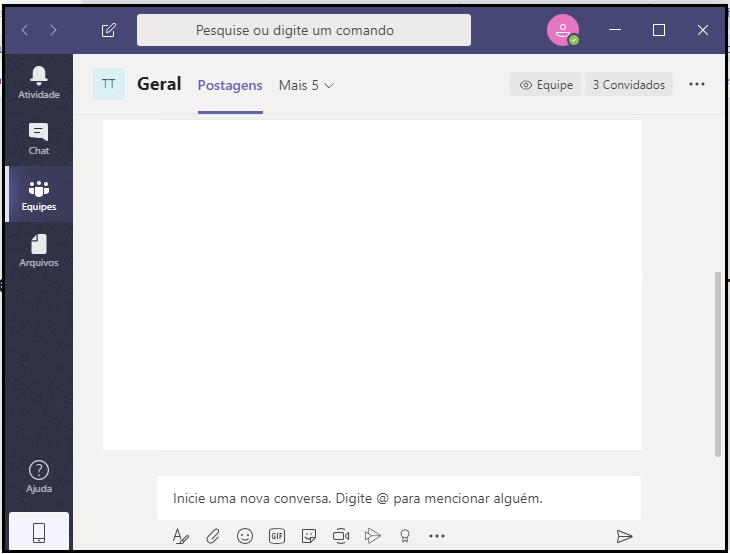 Pesquise ou digite um comando
Atividade
Chat
Equipes
Arquivos
Ajuda
TT Geral Postagens Mais 5 Equipe 3 Convidados
Inicie uma nova conversa. Digite @ para mencionar alguém.
GIF